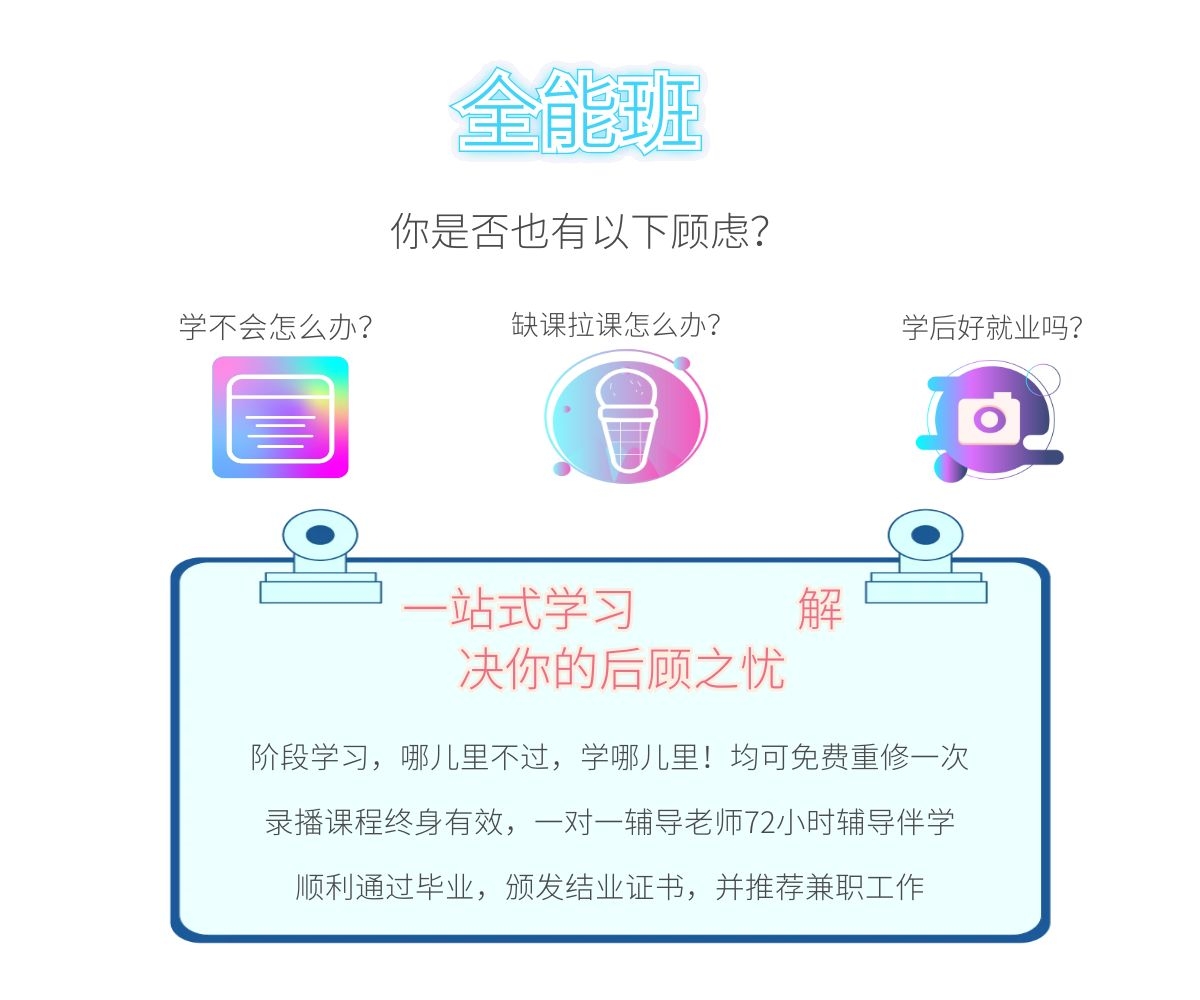 全能班
你是否也有以下顾虑？
学不会怎么办？
缺课拉课怎么办？
学后好就业吗？
一站式学习 解
决你的后顾之忧
阶段学习，哪儿里不过，学哪儿里！均可免费重修一次
录播课程终身有效，一对一辅导老师72小时辅导伴学
顺利通过毕业，颁发结业证书，并推荐兼职工作